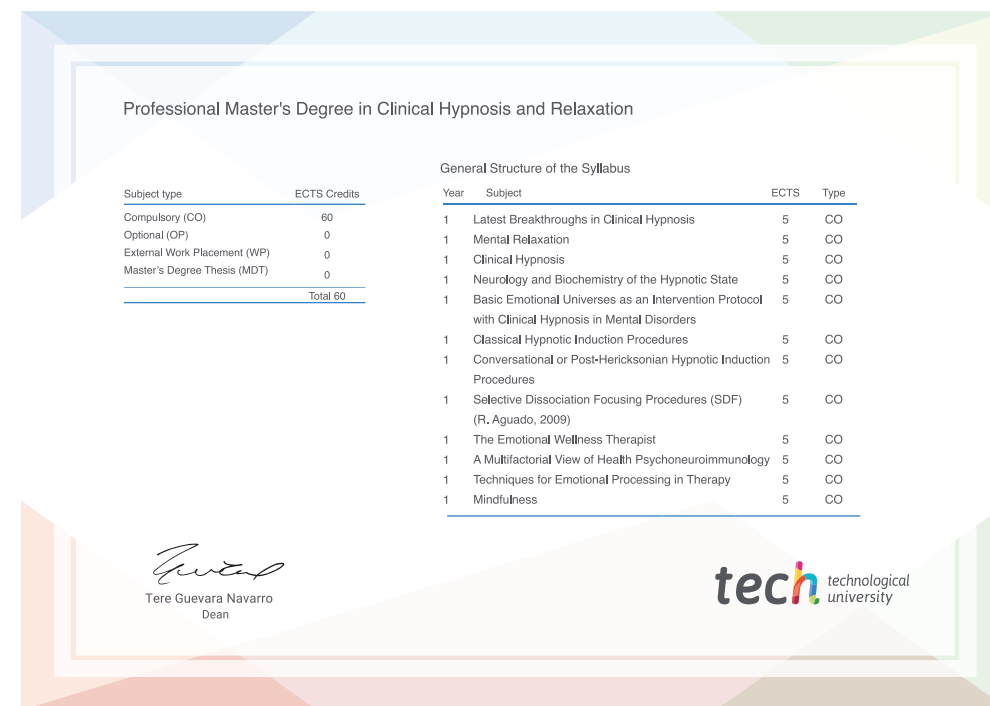 Professional Master's Degree in Clinical Hypnosis and Relaxation
Subject type ECTS Credits
Compulsory (CO) 60
Optional (OP) 0
External Work Placement (WP) 0
Master's Degree Thesis (MDT) 0
Total 60
General Structure of the Syllabus
Year Subject ECTS Type
1 Latest Breakthroughs in Clinical Hypnosis 5 CO
1 Mental Relaxation 5 CO
1 Clinical Hypnosis 5 CO
1 Neurology and Biochemistry of the Hypnotic State 5 CO
1 Basic Emotional Universes as an Intervention Protocol 5 CO
with Clinical Hypnosis in Mental Disorders
1 Classical Hypnotic Induction Procedures 5 CO
1 Conversational or Post-Hericksonian Hypnotic Induction 5 CO
Procedures
1 Selective Dissociation Focusing Procedures (SDF) 5 CO
(R. Aguado, 2009)
1 The Emotional Wellness Therapist 5 CO
1 A Multifactorial View of Health Psychoneuroimmunology 5 CO
1 Techniques for Emotional Processing in Therapy 5 CO
1 Mindfulness 5 CO
Tere Guevara Navarro
Dean
tech technological
university